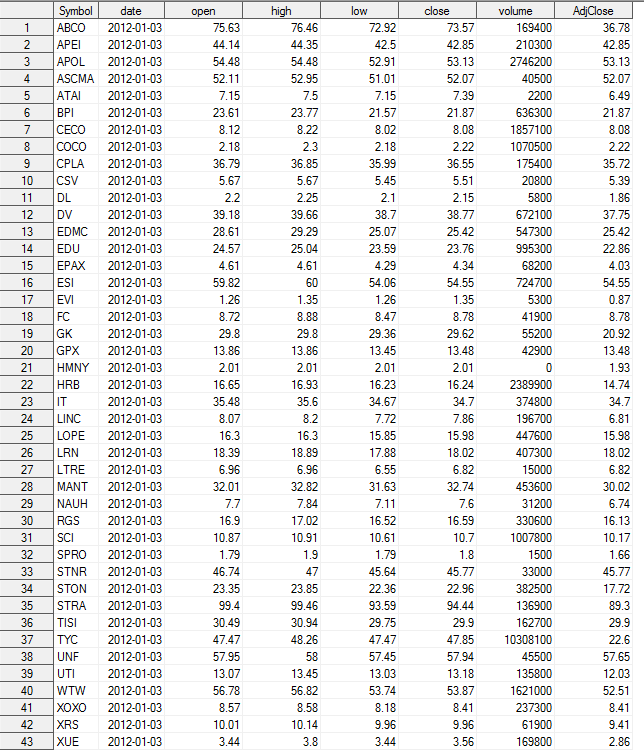 Symbol date open high low close volume AdjClose
1 ABCO 2012-01-03 75.63 76.46 72.92 73.57 169400 36.78
2 APEI 2012-01-03 44.14 44.35 42.5 42.85 210300 42.85
3 APOL 2012-01-03 54.48 54.48 52.91 53.13 2746200 53.13
4 ASCMA 2012-01-03 52.11 52.95 51.01 52.07 40500 52.07
5 ATAI 2012-01-03 7.15 7.5 7.15 7.39 2200 6.49
6 BPI 2012-01-03 23.61 23.77 21.57 21.87 636300 21.87
7 CECO 2012-01-03 8.12 8.22 8.02 8.08 1857100 8.08
8 COCO 2012-01-03 2.18 2.3 2.18 2.22 1070500 2.22
9 CPLA 2012-01-03 36.79 36.85 35.99 36.55 175400 35.72
10 CSV 2012-01-03 5.67 5.67 5.45 5.51 20800 5.39
11 DL 2012-01-03 2.2 2.25 2.1 2.15 5800 1.86
12 DV 2012-01-03 39.18 39.66 38.7 38.77 672100 37.75
13 EDMC 2012-01-03 28.61 29.29 25.07 25.42 547300 25.42
14 EDU 2012-01-03 24.57 25.04 23.59 23.76 995300 22.86
15 EPAX 2012-01-03 4.61 4.61 4.29 4.34 68200 4.03
16 ESI 2012-01-03 59.82 60 54.06 54.55 724700 54.55
17 EVI 2012-01-03 1.26 1.35 1.26 1.35 5300 0.87
18 FC 2012-01-03 8.72 8.88 8.47 8.78 41900 8.78
19 GK 2012-01-03 29.8 29.8 29.36 29.62 55200 20.92
20 GPX 2012-01-03 13.86 13.86 13.45 13.48 42900 13.48
21 HMNY 2012-01-03 2.01 2.01 2.01 2.01 0 1.93
22 HRB 2012-01-03 16.65 16.93 16.23 16.24 2389900 14.74
23 IT 2012-01-03 35.48 35.6 34.67 34.7 374800 34.7
24 LINC 2012-01-03 8.07 8.2 7.72 7.86 196700 6.81
25 LOPE 2012-01-03 16.3 16.3 15.85 15.98 447600 15.98
26 LRN 2012-01-03 18.39 18.89 17.88 18.02 407300 18.02
27 LTRE 2012-01-03 6.96 6.96 6.55 6.82 15000 6.82
28 MANT 2012-01-03 32.01 32.82 31.63 32.74 453600 30.02
29 NAUH 2012-01-03 7.7 7.84 7.11 7.6 31200 6.74
30 RGS 2012-01-03 16.9 17.02 16.52 16.59 330600 16.13
31 SCI 2012-01-03 10.87 10.91 10.61 10.7 1007800 10.17
32 SPRO 2012-01-03 1.79 1.9 1.79 1.8 1500 1.66
33 STNR 2012-01-03 46.74 47 45.64 45.77 33000 45.77
34 STON 2012-01-03 23.35 23.85 22.36 22.96 382500 17.72
35 STRA 2012-01-03 99.4 99.46 93.59 94.44 136900 89.3
36 TISI 2012-01-03 30.49 30.94 29.75 29.9 162700 29.9
37 TYC 2012-01-03 47.47 48.26 47.47 47.85 10308100 22.6
38 UNF 2012-01-03 57.95 58 57.45 57.94 45500 57.65
39 UTI 2012-01-03 13.07 13.45 13.03 13.18 135800 12.03
40 WTW 2012-01-03 56.78 56.82 53.74 53.87 1621000 52.51
41 XOXO 2012-01-03 8.57 8.58 8.18 8.41 237300 8.41
42 XRS 2012-01-03 10.01 10.14 9.96 9.96 61900 9.41
43 XUE 2012-01-03 3.44 3.8 3.44 3.56 169800 2.86